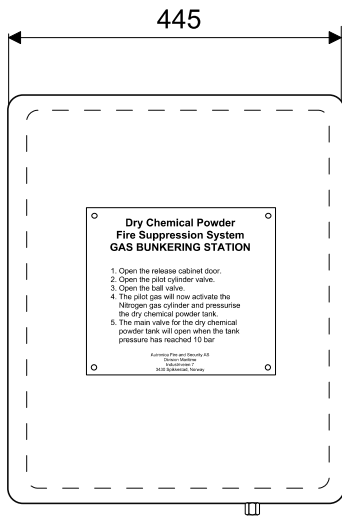 445
Dry Chemical Powder
Fire Suppression System
GAS BUNKERING STATION
1. Open the release cabinet door.
2. Open the pilot cylinder valve.
3. Open the ball valve.
4. The pilot gas will now activate the
Nitrogen gas cylinder and pressurise
the dry chemical powder tank.
5. The main valve for the dry chemical
powder tank will open when the tank
pressure has reached 10 bar
Autronica Fire and Security AS
Division Maritime
Industriveien 7
3430 Spikkestad, Norway